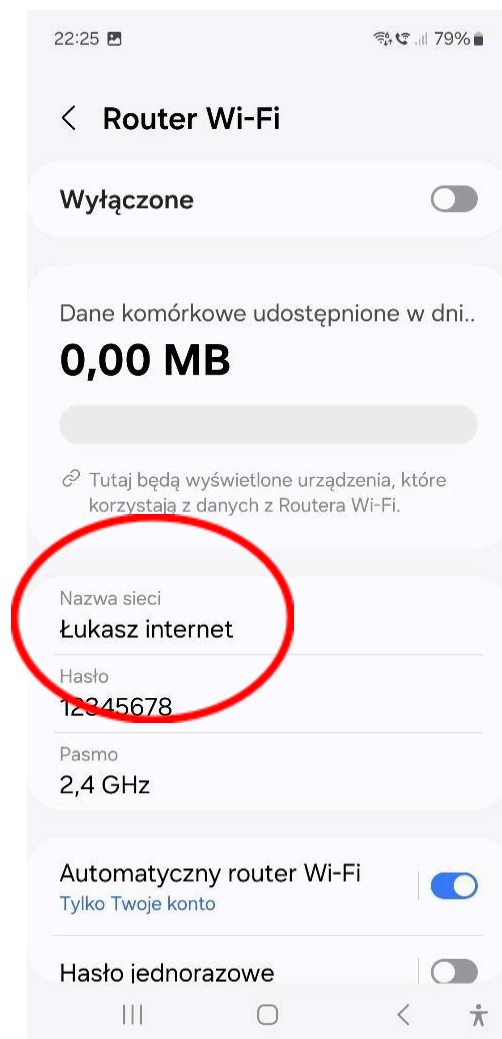 22:25
79%
Router Wi-Fi
Wyłączone
Dane komórkowe udostępnione w dni..
0,00 MB
Tutaj będą wyświetlone urządzenia, które
korzystają z danych z Routera Wi-Fi.
Nazwa sieci
Łukasz internet
Hasło
12345678
Pasmo
2,4 GHz
Automatyczny router Wi-Fi
Tylko Twoje konto
Hasło jednorazowe